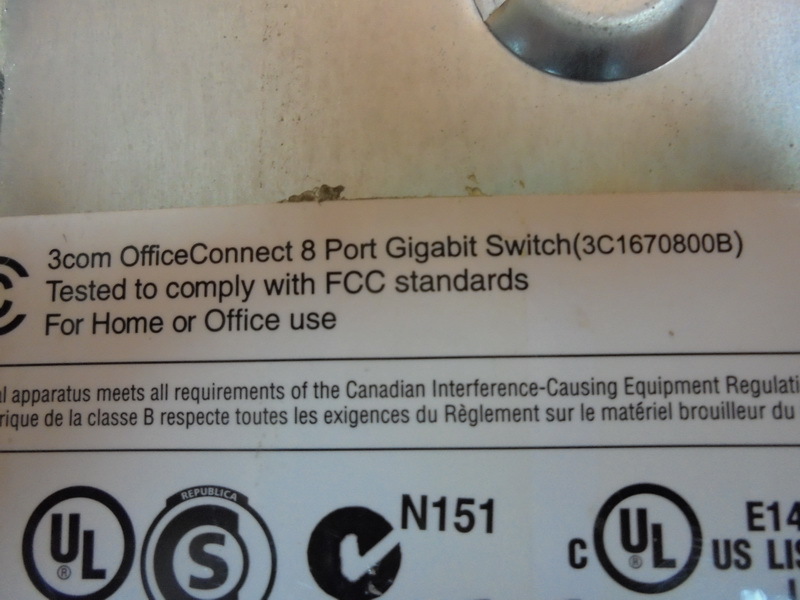 3com OfficeConnect 8 Port Gigabit Switch(3C1670800B)
Tested to comply with FCC standards
For Home or Office use
apparatus meets all requirements of the Canadian Interference-Causing Equipment
de la classe B respecte toutes les exigences du Règlement sur le matériel brouilleur du
REPUBLICA
UL ®
S
N151
C UL ® US